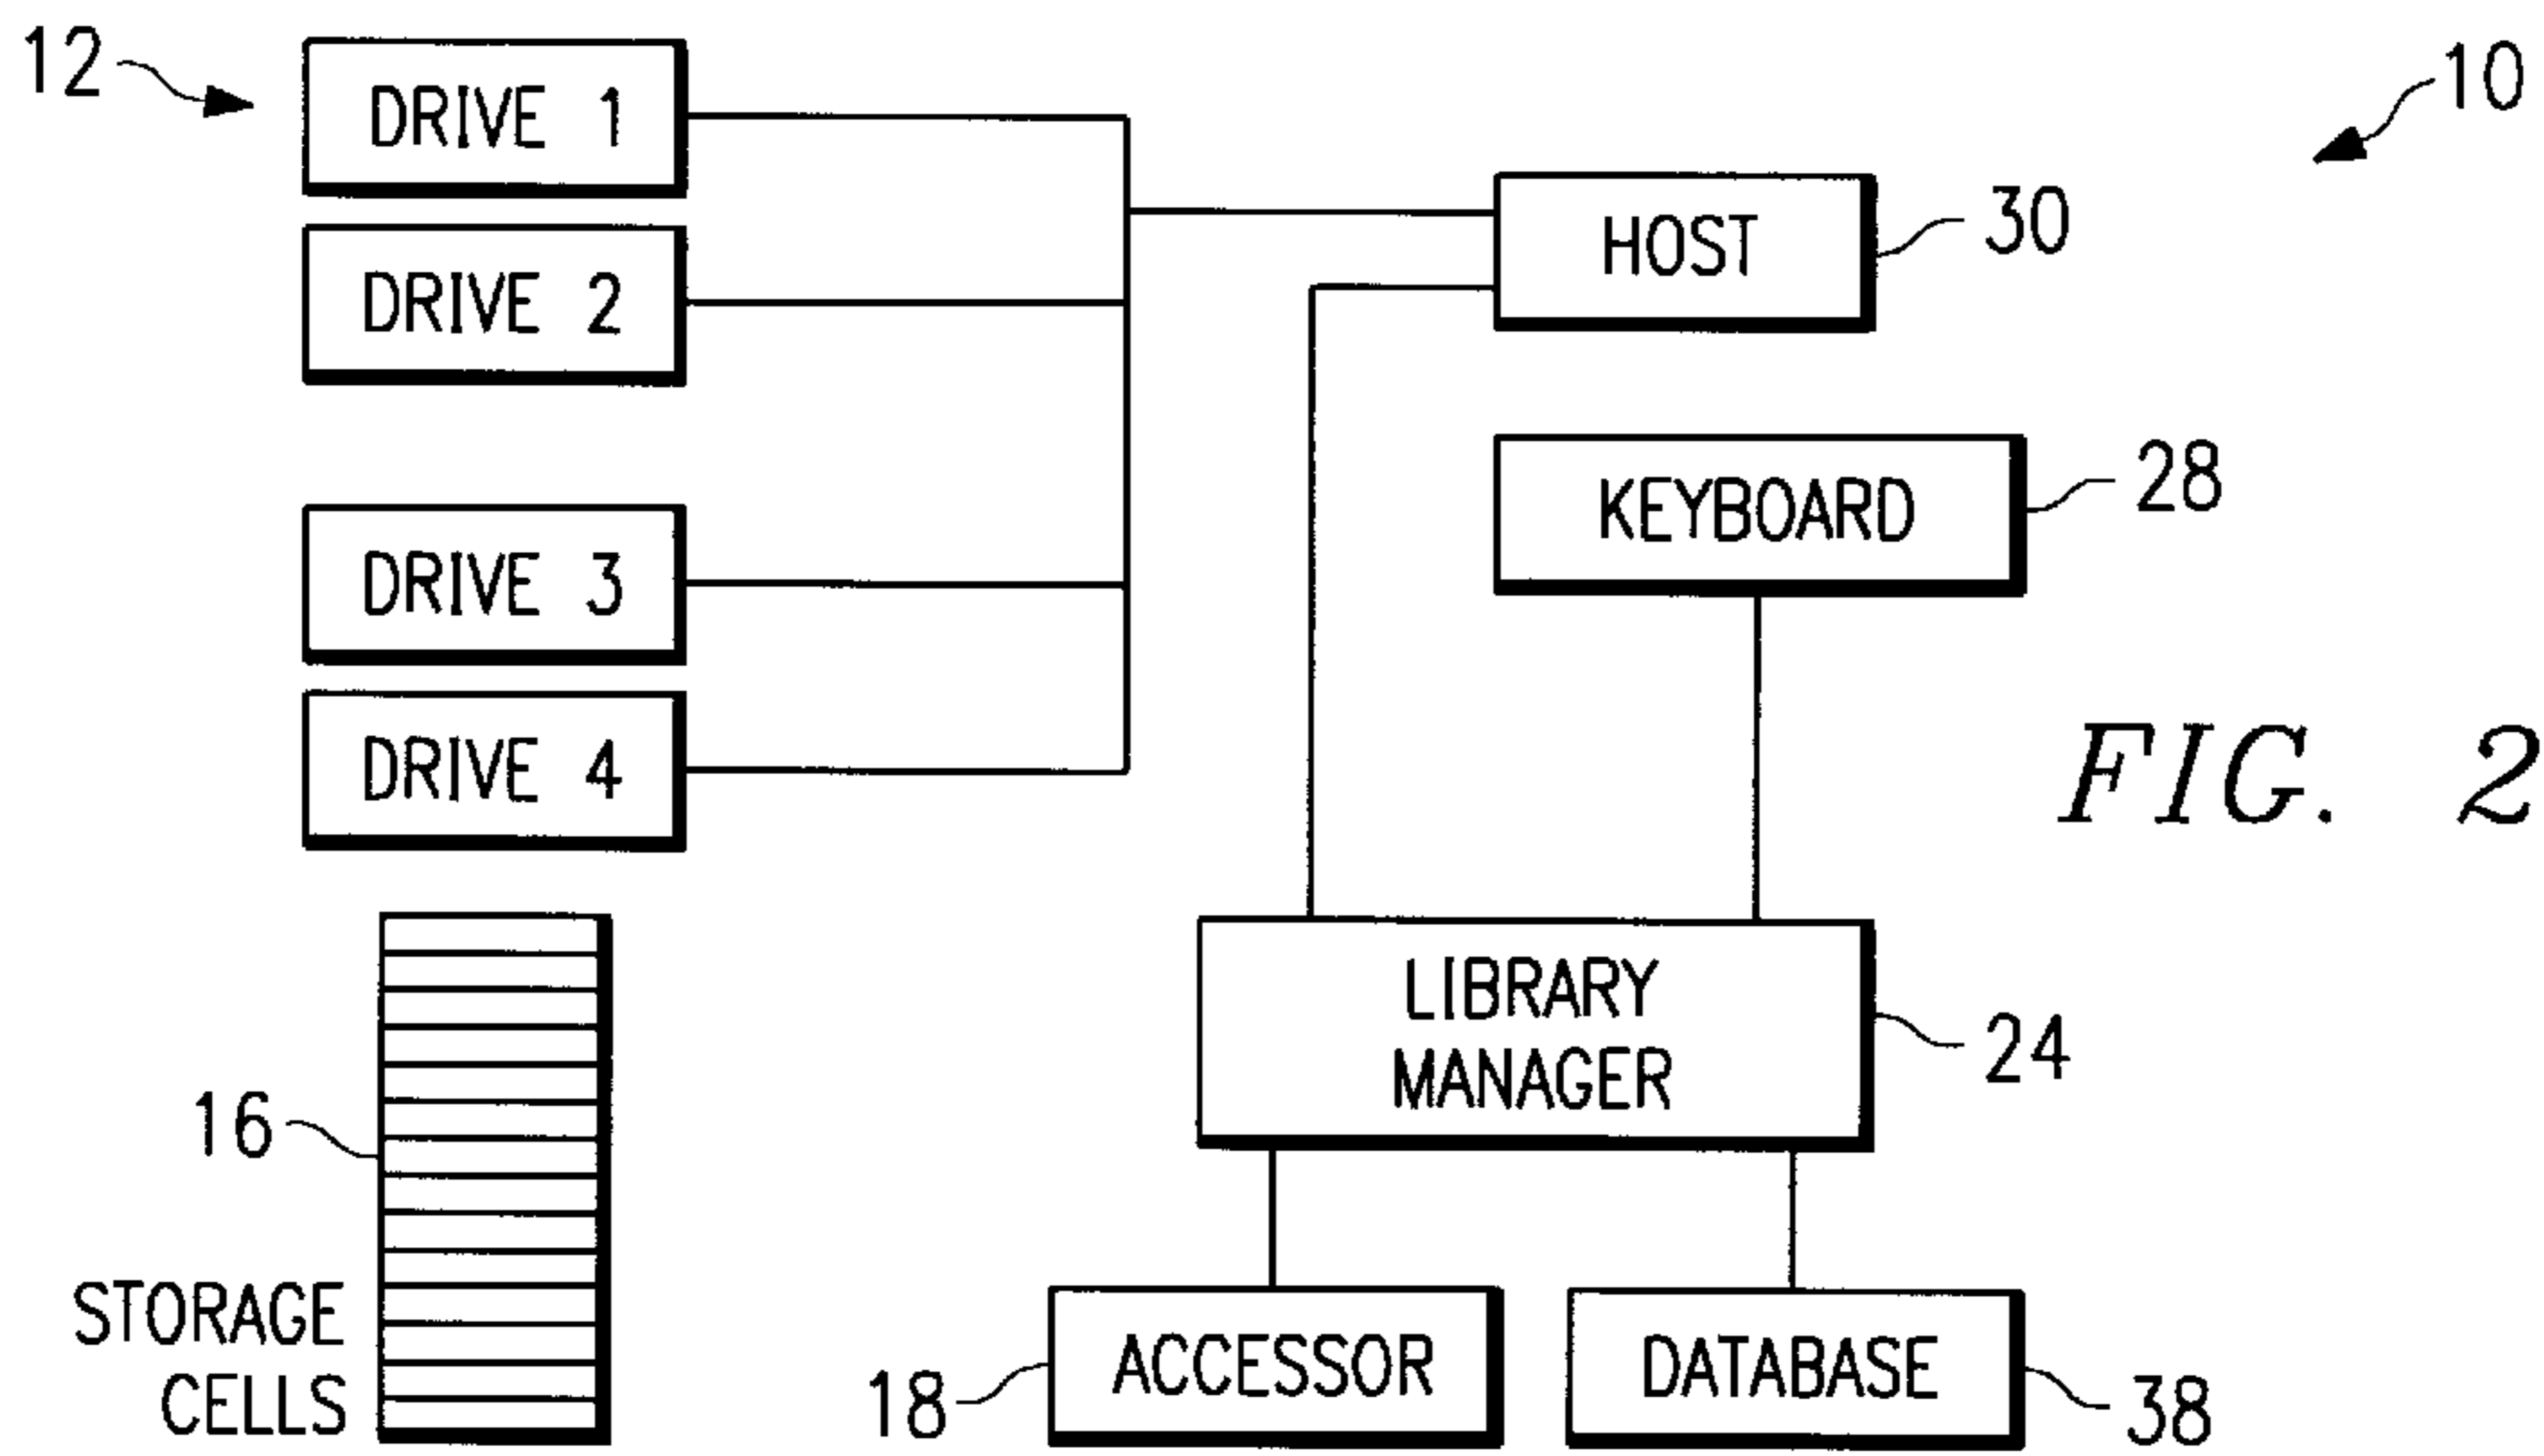 12
DRIVE 1
10
HOST
30
DRIVE 2
KEYBOARD
28
DRIVE 3
DRIVE 4
FIG. 2
LIBRARY
MANAGER
24
16
STORAGE
CELLS
ACCESSOR
18
DATABASE
38